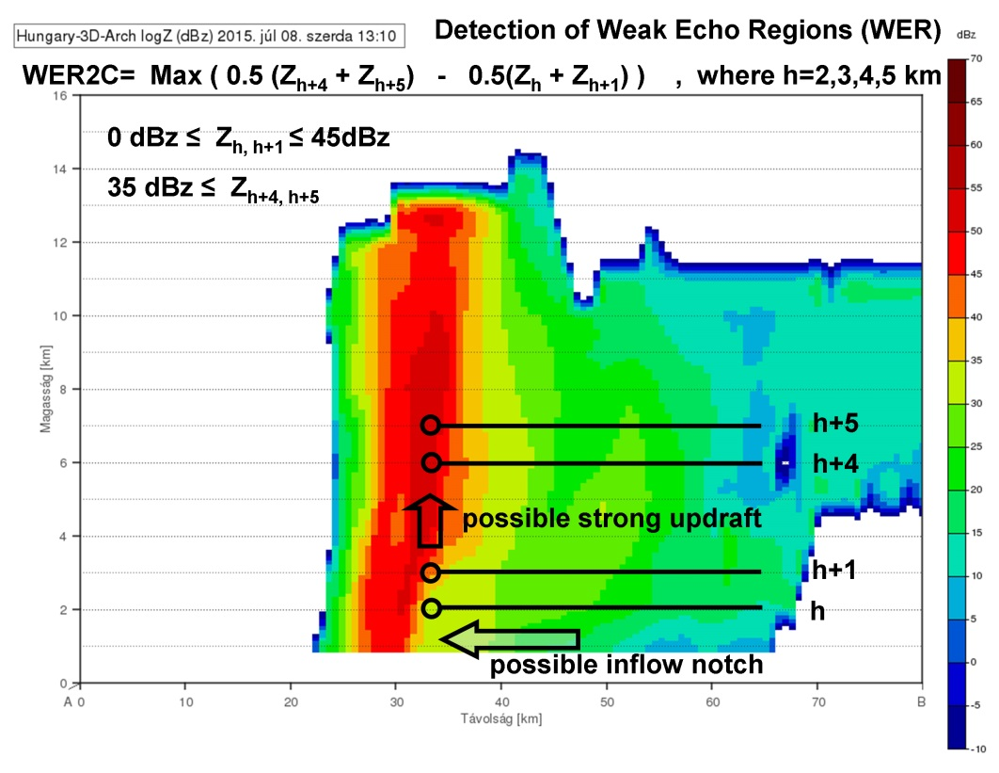 Detection of Weak Echo Regions (WER)
Hungary-3D-Arch logZ (dBz) 2015. júl 08. szerda 13:10
dBz
WER2C= Max ( 0.5 (Zh+4 + Zh+5) - 0.5(Zh + Zh+1) ) , where h=2,3,4,5 km
0 dBz ≤ Zh, h+1 ≤ 45dBz
35 dBz ≤ Zh+4, h+5
16
14
12
10
8
6
4
2
0
Magasság [km]
h+5
h+4
possible strong updraft
h+1
h
possible inflow notch
A 0 10 20 30 40 50 60 70 B
Távolság [km]
70
65
60
55
50
45
40
35
30
25
20
15
10
5
0
-5
-10